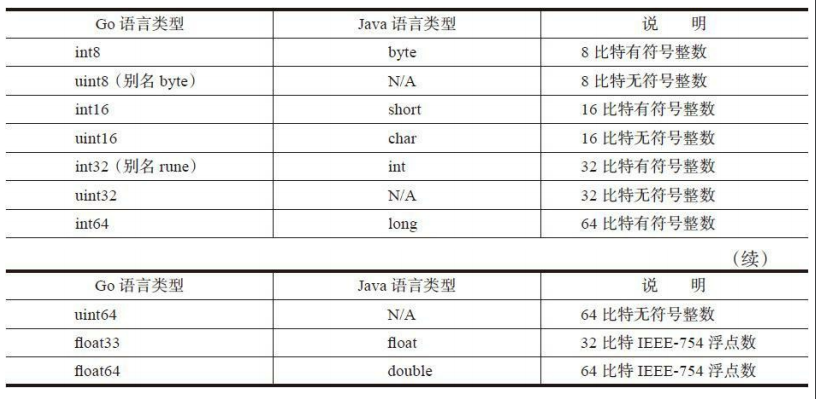 Go 语言类型 Java 语言类型 说 明
int8 byte 8 比特有符号整数
uint8（别名 byte） N/A 8 比特无符号整数
int16 short 16 比特有符号整数
uint16 char 16 比特无符号整数
int32（别名 rune） int 32 比特有符号整数
uint32 N/A 32 比特无符号整数
int64 long 64 比特有符号整数
（续）
Go 语言类型 Java 语言类型 说 明
uint64 N/A 64 比特无符号整数
float33 float 32 比特 IEEE-754 浮点数
float64 double 64 比特 IEEE-754 浮点数